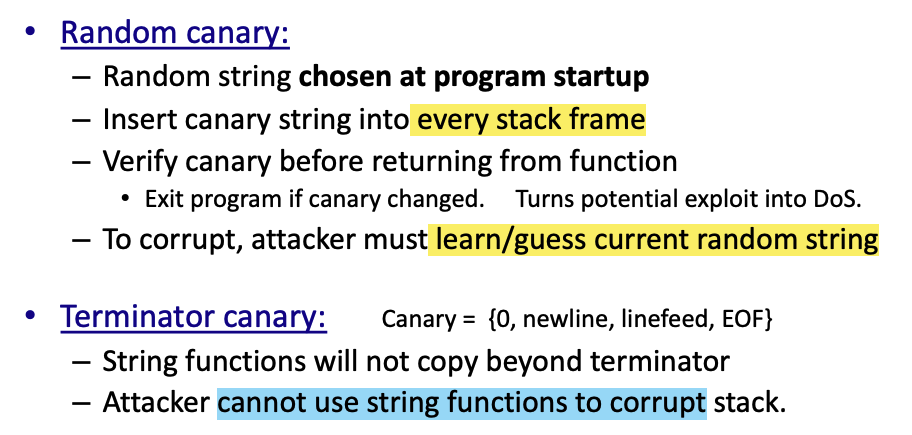 • Random canary:
– Random string chosen at program startup
– Insert canary string into every stack frame
– Verify canary before returning from function
• Exit program if canary changed. Turns potential exploit into DoS.
– To corrupt, attacker must learn/guess current random string
• Terminator canary: Canary = {0, newline, linefeed, EOF}
– String functions will not copy beyond terminator
– Attacker cannot use string functions to corrupt stack.